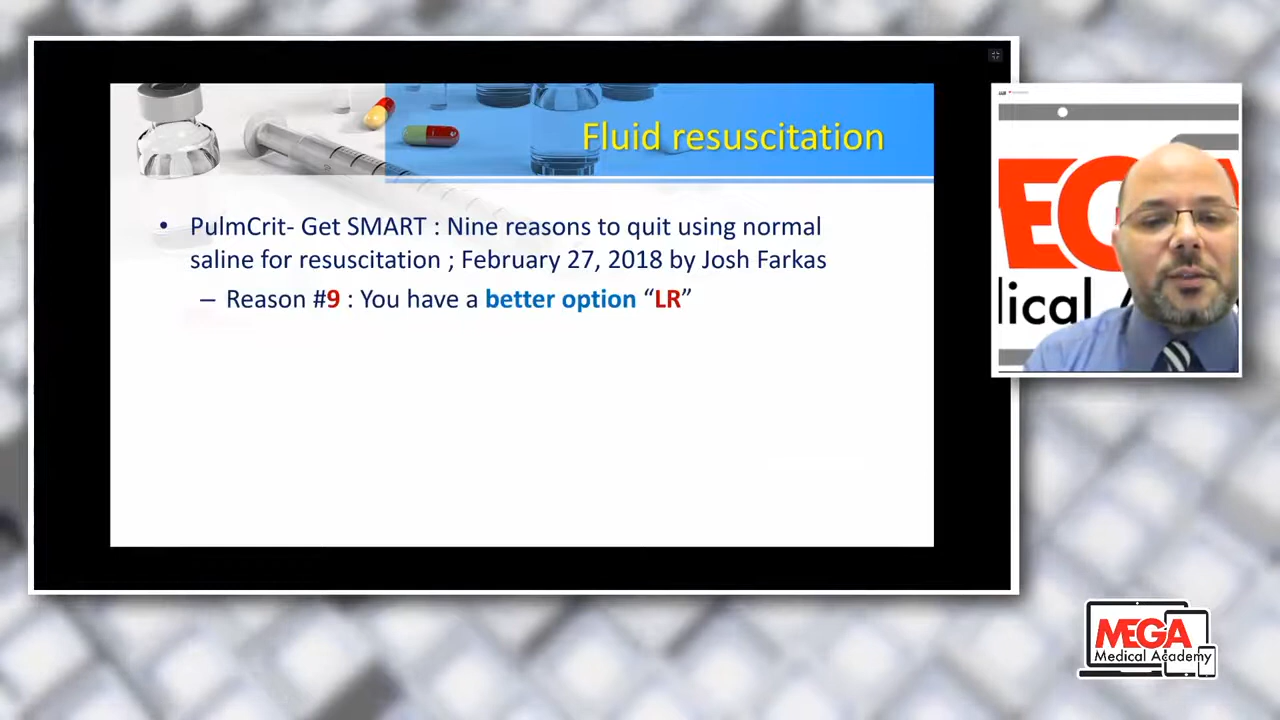 Fluid resuscitation
• PulmCrit- Get SMART : Nine reasons to quit using normal
saline for resuscitation ; February 27, 2018 by Josh Farkas
– Reason #9 : You have a better option “LR”
EG
lical A
MEGA
Medical Academy